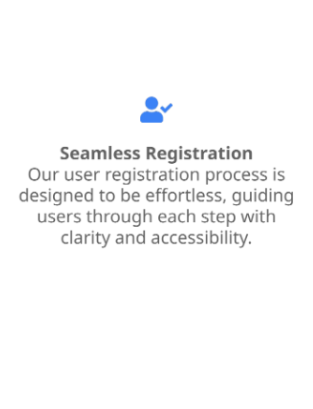 Seamless Registration
Our user registration process is
designed to be effortless, guiding
users through each step with
clarity and accessibility.